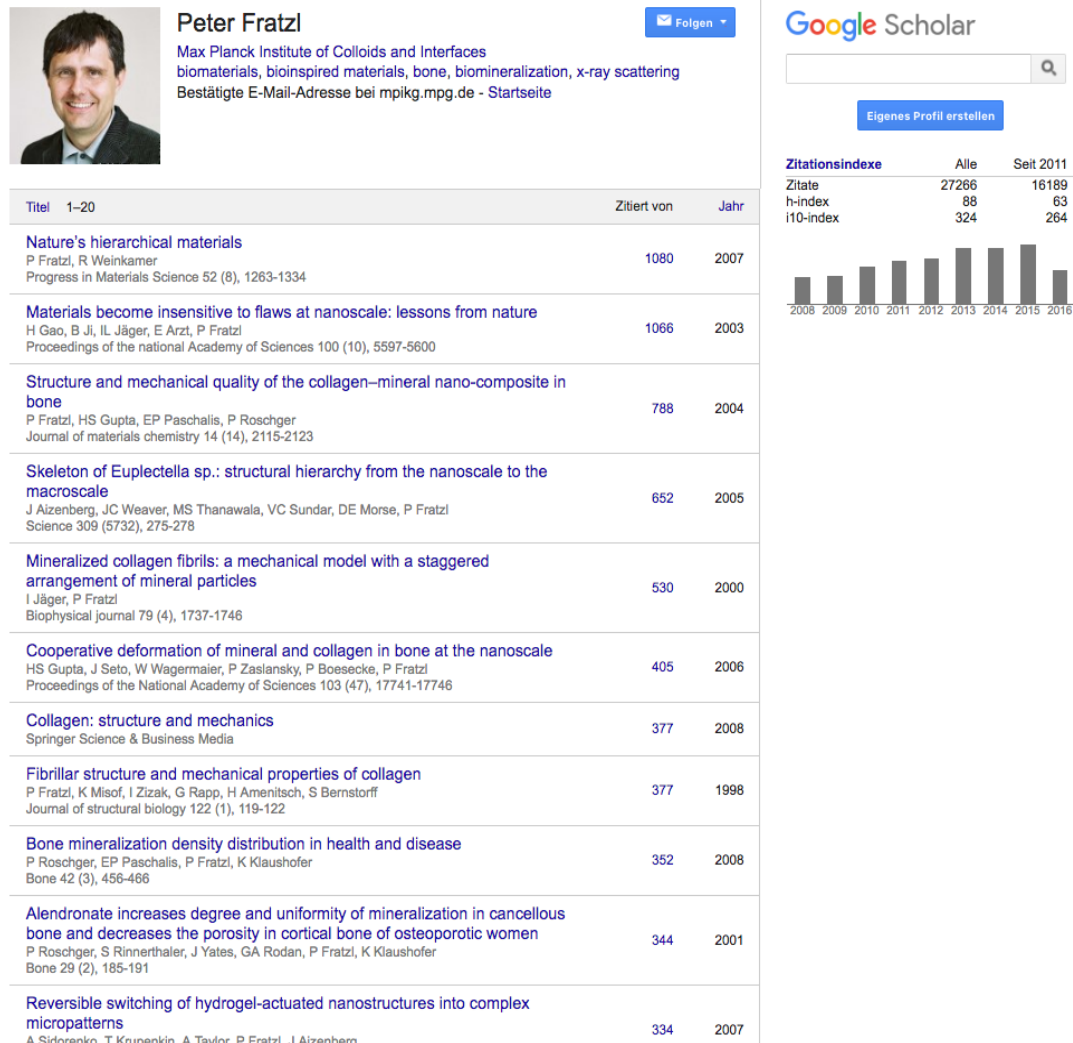 Peter Fratzl
Folgen
Max Planck Institute of Colloids and Interfaces
biomaterials, bioinspired materials, bone, biomineralization, x-ray scattering
Bestätigte E-Mail-Adresse bei mpikg.mpg.de - Startseite
Google Scholar
Eigenes Profil erstellen
Zitationsindexe Alle Seit 2011
Zitate 27266 16189
h-index 88 63
i10-index 324 264
2008 2009 2010 2011 2012 2013 2014 2015 2016
Titel 1–20 Zitiert von Jahr
Nature's hierarchical materials
P Fratzl, R Weinkamer
Progress in Materials Science 52 (8), 1263-1334
1080 2007
Materials become insensitive to flaws at nanoscale: lessons from nature
H Gao, B Ji, IL Jäger, E Arzt, P Fratzl
Proceedings of the national Academy of Sciences 100 (10), 5597-5600
1066 2003
Structure and mechanical quality of the collagen–mineral nano-composite in
bone
P Fratzl, HS Gupta, EP Paschalis, P Roschger
Journal of materials chemistry 14 (14), 2115-2123
788 2004
Skeleton of Euplectella sp.: structural hierarchy from the nanoscale to the
macroscale
J Aizenberg, JC Weaver, MS Thanawala, VC Sundar, DE Morse, P Fratzl
Science 309 (5732), 275-278
652 2005
Mineralized collagen fibrils: a mechanical model with a staggered
arrangement of mineral particles
I Jäger, P Fratzl
Biophysical journal 79 (4), 1737-1746
530 2000
Cooperative deformation of mineral and collagen in bone at the nanoscale
HS Gupta, J Seto, W Wagermaier, P Zaslansky, P Boesecke, P Fratzl
Proceedings of the National Academy of Sciences 103 (47), 17741-17746
405 2006
Collagen: structure and mechanics
Springer Science & Business Media
377 2008
Fibrillar structure and mechanical properties of collagen
P Fratzl, K Misof, I Zizak, G Rapp, H Amenitsch, S Bernstorff
Journal of structural biology 122 (1), 119-122
377 1998
Bone mineralization density distribution in health and disease
P Roschger, EP Paschalis, P Fratzl, K Klaushofer
Bone 42 (3), 456-466
352 2008
Alendronate increases degree and uniformity of mineralization in cancellous
bone and decreases the porosity in cortical bone of osteoporotic women
P Roschger, S Rinnerthaler, J Yates, GA Rodan, P Fratzl, K Klaushofer
Bone 29 (2), 185-191
344 2001
Reversible switching of hydrogel-actuated nanostructures into complex
micropatterns
A Sidorenko, T Krupenkin, A Taylor, P Fratzl, J Aizenberg
334 2007